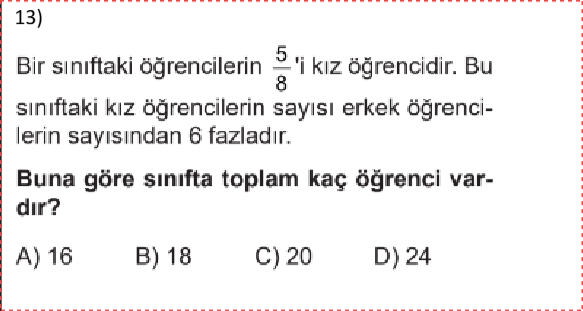 13)
Bir sınıftaki öğrencilerin 5/8 'i kız öğrencidir. Bu
sınıftaki kız öğrencilerin sayısı erkek öğrenci-
lerin sayısından 6 fazladır.
Buna göre sınıfta toplam kaç öğrenci var-
dır?
A) 16 B) 18 C) 20 D) 24